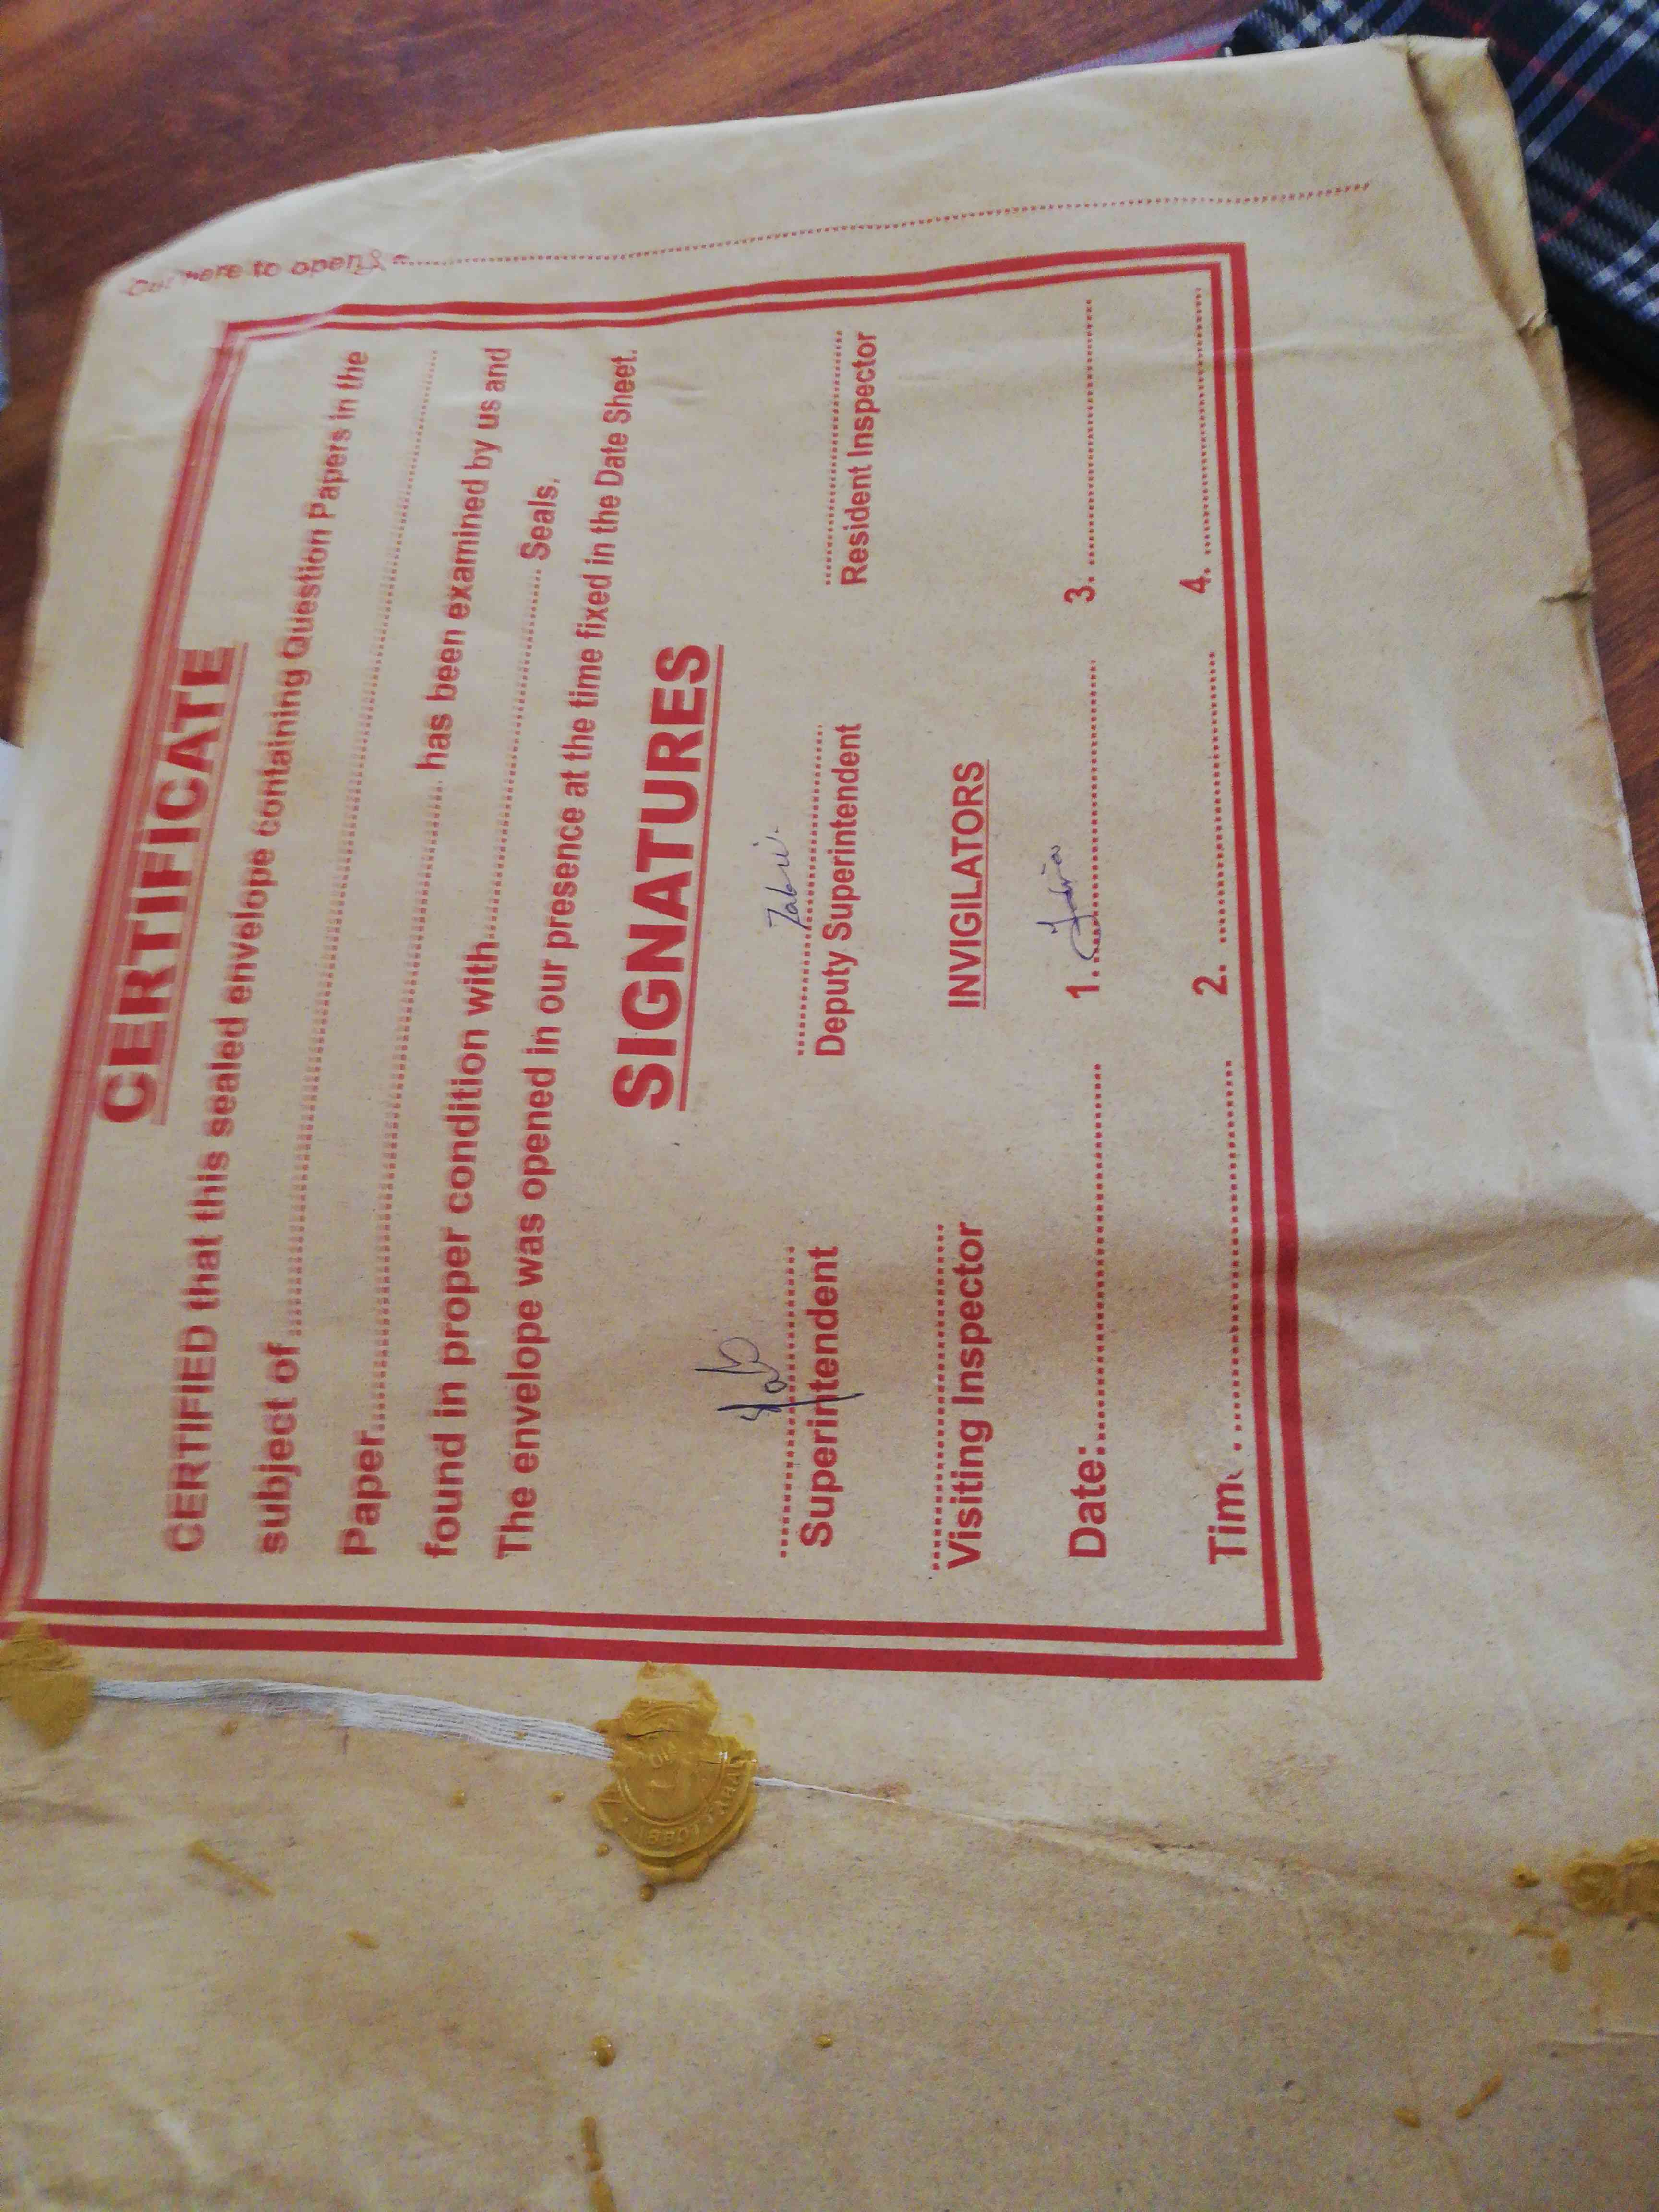 Cut here to open
CERTIFICATE
CERTIFIED that this sealed envelope containing Question Papers in the
subject of..........
Paper..........
.......... has been examined by us and
found in proper condition with.......... Seals.
The envelope was opened in our presence at the time fixed in the Date Sheet.
SIGNATURES
Superintendent Deputy Superintendent Resident Inspector
Visiting Inspector INVIGILATORS
Date:.......... 1. .......... 3. ..........
Tim .......... 2. .......... 4. ..........
ABBOTTABAD